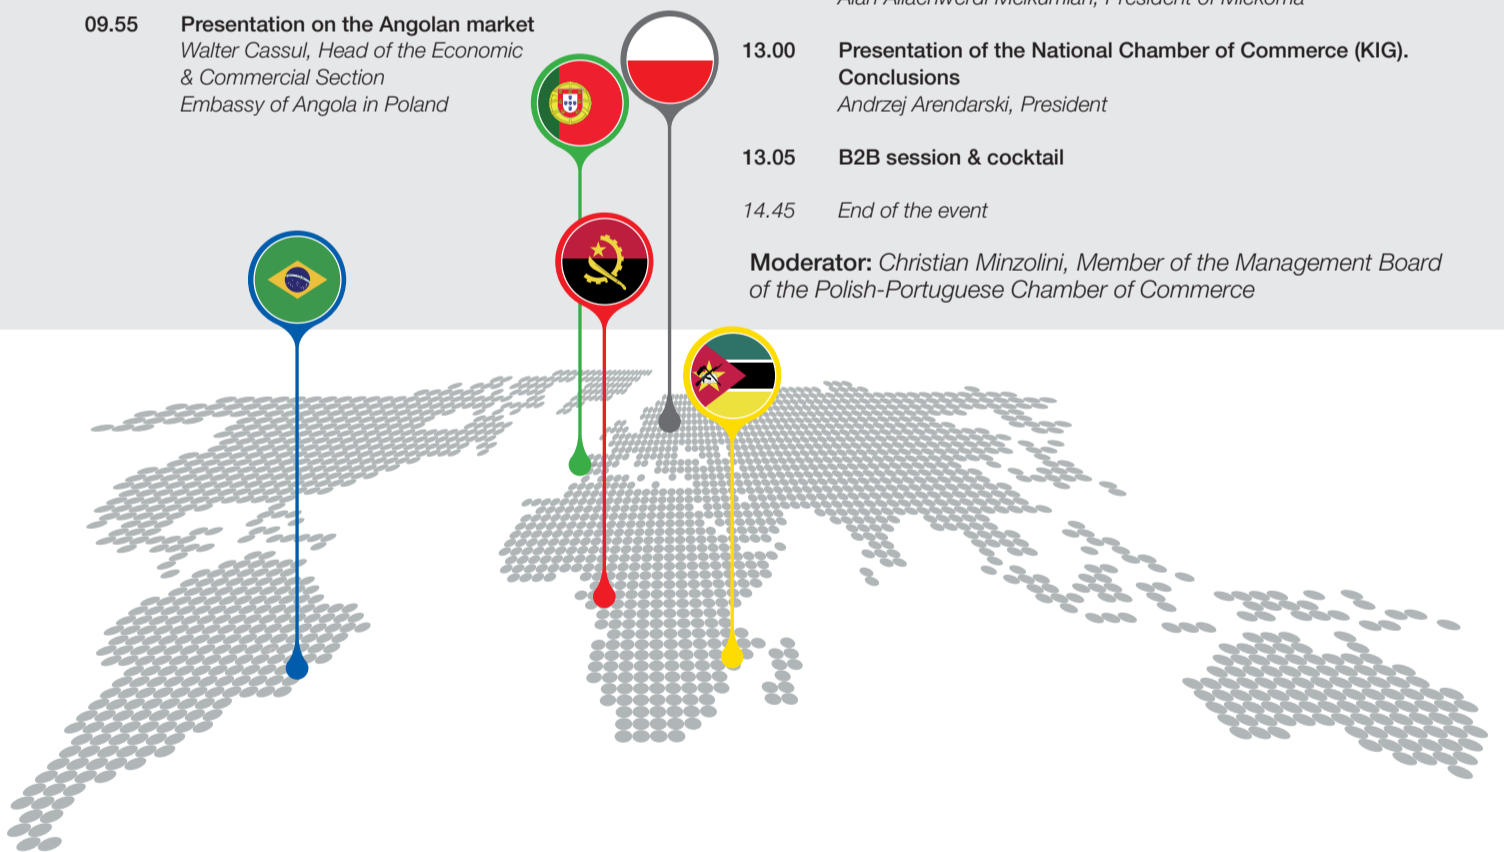 09.55 Presentation on the Angolan market
Walter Cassul, Head of the Economic
& Commercial Section
Embassy of Angola in Poland
13.00 Presentation of the National Chamber of Commerce (KIG).
Conclusions
Andrzej Arendarski, President
13.05 B2B session & cocktail
14.45 End of the event
Moderator: Christian Minzolini, Member of the Management Board
of the Polish-Portuguese Chamber of Commerce